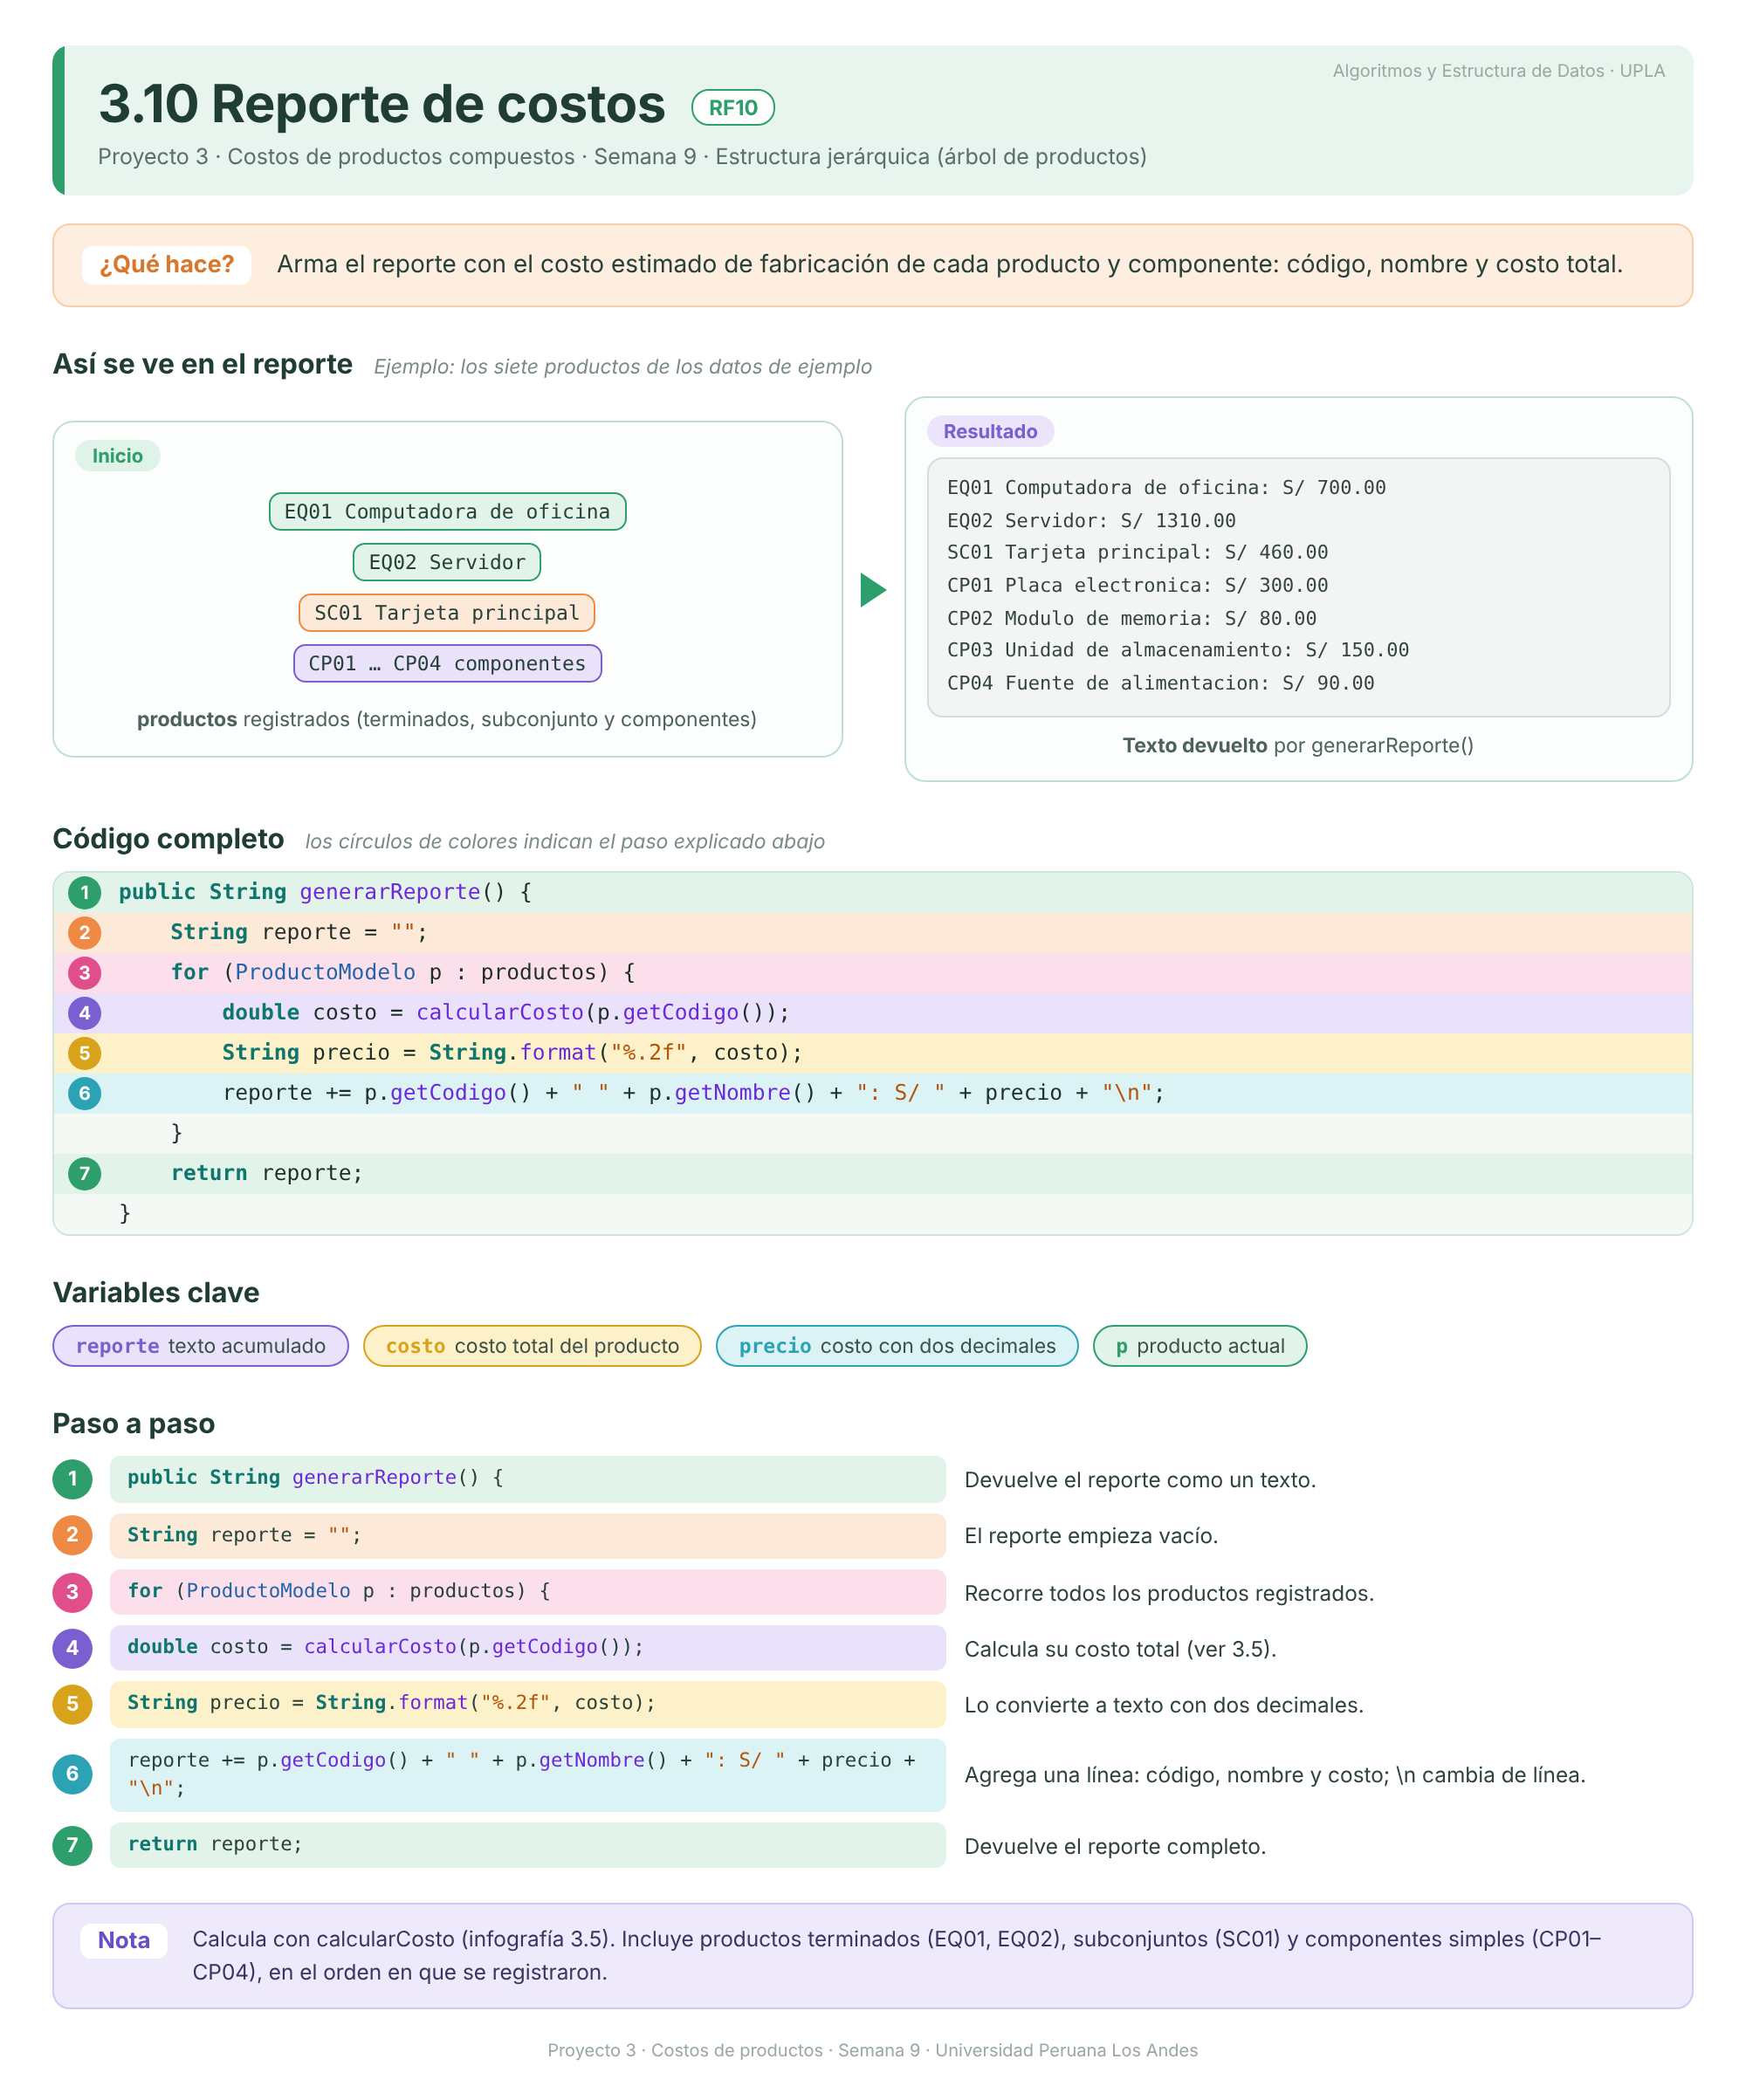 Algoritmos y Estructura de Datos · UPLA
3.10 Reporte de costos RF10
Proyecto 3 · Costos de productos compuestos · Semana 9 · Estructura jerárquica (árbol de productos)
¿Qué hace? Arma el reporte con el costo estimado de fabricación de cada producto y componente: código, nombre y costo total.
Así se ve en el reporte Ejemplo: los siete productos de los datos de ejemplo
Inicio
EQ01 Computadora de oficina
EQ02 Servidor
SC01 Tarjeta principal
CP01 … CP04 componentes
productos registrados (terminados, subconjunto y componentes)
Resultado
EQ01 Computadora de oficina: S/ 700.00
EQ02 Servidor: S/ 1310.00
SC01 Tarjeta principal: S/ 460.00
CP01 Placa electronica: S/ 300.00
CP02 Modulo de memoria: S/ 80.00
CP03 Unidad de almacenamiento: S/ 150.00
CP04 Fuente de alimentacion: S/ 90.00
Texto devuelto por generarReporte()
Código completo los círculos de colores indican el paso explicado abajo
1 public String generarReporte() {
2 String reporte = "";
3 for (ProductoModelo p : productos) {
4 double costo = calcularCosto(p.getCodigo());
5 String precio = String.format("%.2f", costo);
6 reporte += p.getCodigo() + " " + p.getNombre() + ": S/ " + precio + "\n";
}
7 return reporte;
}
Variables clave
reporte texto acumulado costo costo total del producto precio costo con dos decimales p producto actual
Paso a paso
1 public String generarReporte() { Devuelve el reporte como un texto.
2 String reporte = ""; El reporte empieza vacío.
3 for (ProductoModelo p : productos) { Recorre todos los productos registrados.
4 double costo = calcularCosto(p.getCodigo()); Calcula su costo total (ver 3.5).
5 String precio = String.format("%.2f", costo); Lo convierte a texto con dos decimales.
6 reporte += p.getCodigo() + " " + p.getNombre() + ": S/ " + precio +
"\n"; Agrega una línea: código, nombre y costo; \n cambia de línea.
7 return reporte; Devuelve el reporte completo.
Nota Calcula con calcularCosto (infografía 3.5). Incluye productos terminados (EQ01, EQ02), subconjuntos (SC01) y componentes simples (CP01–
CP04), en el orden en que se registraron.
Proyecto 3 · Costos de productos · Semana 9 · Universidad Peruana Los Andes